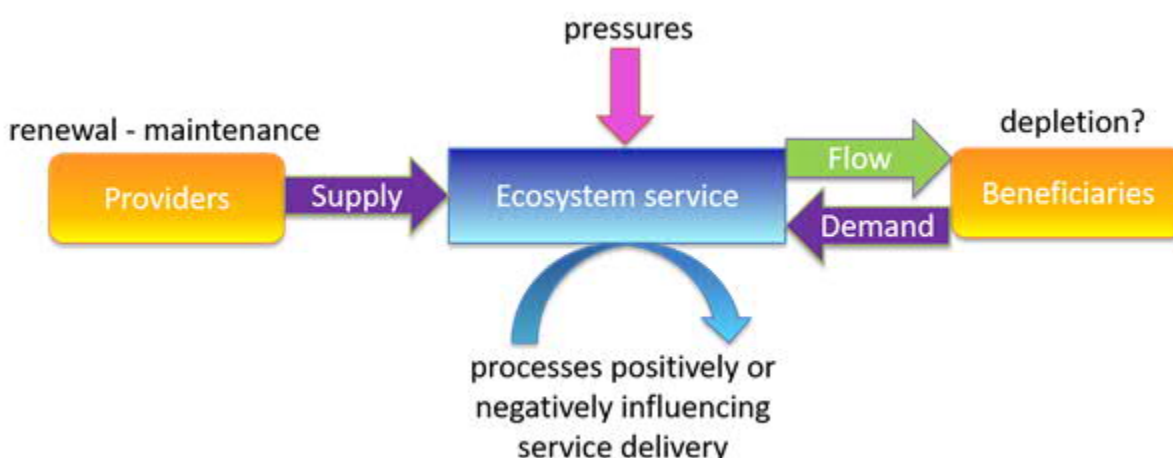 pressures
renewal - maintenance
depletion?
Providers
Supply
Ecosystem service
Flow
Demand
Beneficiaries
processes positively or
negatively influencing
service delivery